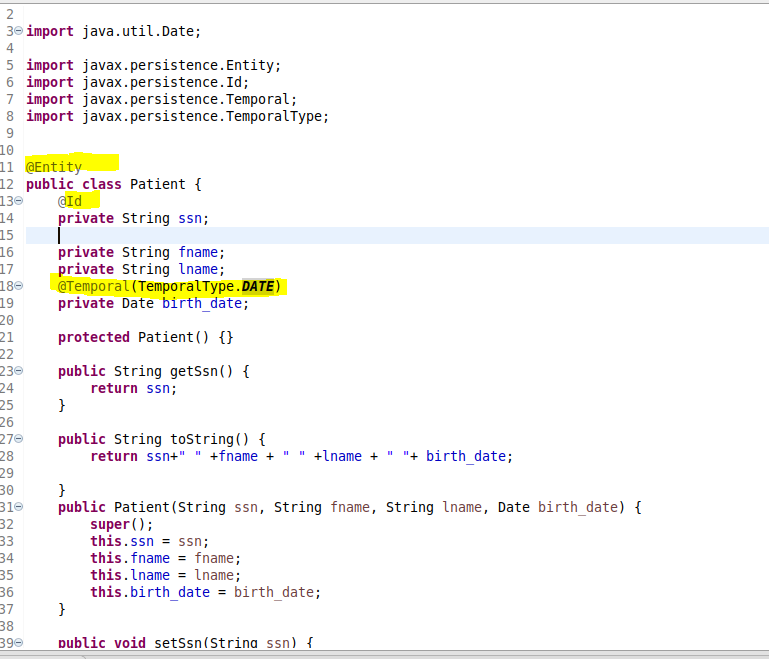 2
3 import java.util.Date;
4
5 import javax.persistence.Entity;
6 import javax.persistence.Id;
7 import javax.persistence.Temporal;
8 import javax.persistence.TemporalType;
9
10
11 @Entity
12 public class Patient {
13 @Id
14 private String ssn;
15
16 private String fname;
17 private String lname;
18 @Temporal(TemporalType.DATE)
19 private Date birth_date;
20
21 protected Patient() {}
22
23 public String getSsn() {
24 return ssn;
25 }
26
27 public String toString() {
28 return ssn+" " +fname + " " +lname + " "+ birth_date;
29
30 }
31 public Patient(String ssn, String fname, String lname, Date birth_date) {
32 super();
33 this.ssn = ssn;
34 this.fname = fname;
35 this.lname = lname;
36 this.birth_date = birth_date;
37 }
38
39 public void setSsn(String ssn) {